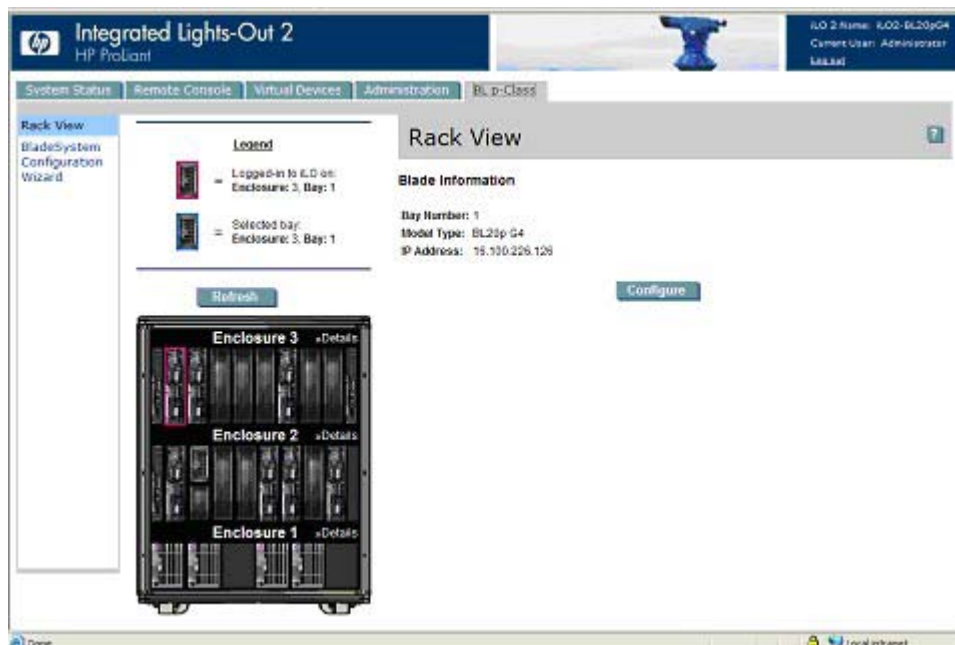 hp
Integrated Lights-Out 2
HP ProLiant
iLO 2 Name: ILO2-BL20pG4
Current User: Administrator
Log out
System Status
Remote Console
Virtual Devices
Administration
BL p-Class
Rack View
BladeSystem
Configuration
Wizard
Legend
= Logged-in to iLO on:
Enclosure: 3, Bay: 1
= Selected bay:
Enclosure: 3, Bay: 1
Refresh
Enclosure 3 »Details
Enclosure 2 »Details
Enclosure 1 »Details
Rack View
?
Blade Information
Bay Number: 1
Model Type: BL20p G4
IP Address: 16.100.226.126
Configure
Done
Local intranet